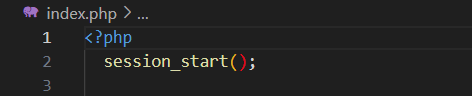 index.php > ...
1 <?php
2 session_start();
3